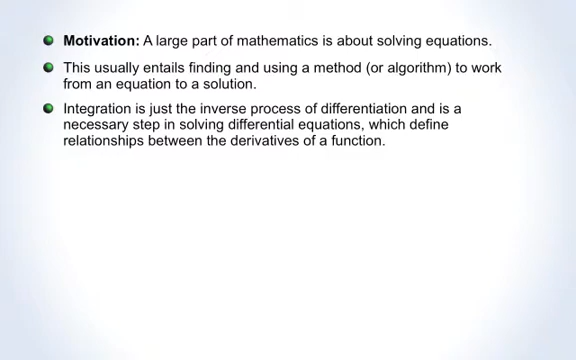 Motivation: A large part of mathematics is about solving equations.
This usually entails finding and using a method (or algorithm) to work
from an equation to a solution.
Integration is just the inverse process of differentiation and is a
necessary step in solving differential equations, which define
relationships between the derivatives of a function.